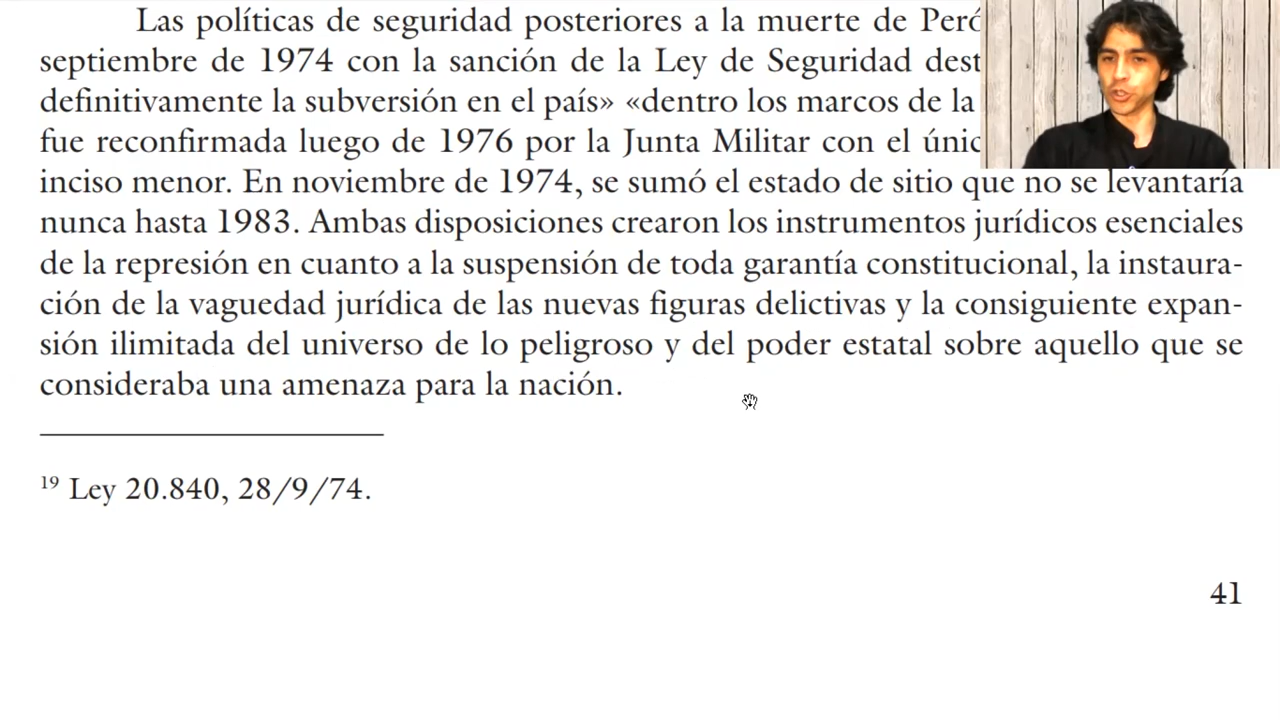 Las políticas de seguridad posteriores a la muerte de Peró
septiembre de 1974 con la sanción de la Ley de Seguridad dest
definitivamente la subversión en el país» «dentro los marcos de la
fue reconfirmada luego de 1976 por la Junta Militar con el únic
inciso menor. En noviembre de 1974, se sumó el estado de sitio que no se levantaría
nunca hasta 1983. Ambas disposiciones crearon los instrumentos jurídicos esenciales
de la represión en cuanto a la suspensión de toda garantía constitucional, la instaura-
ción de la vaguedad jurídica de las nuevas figuras delictivas y la consiguiente expan-
sión ilimitada del universo de lo peligroso y del poder estatal sobre aquello que se
consideraba una amenaza para la nación.
19 Ley 20.840, 28/9/74.
41